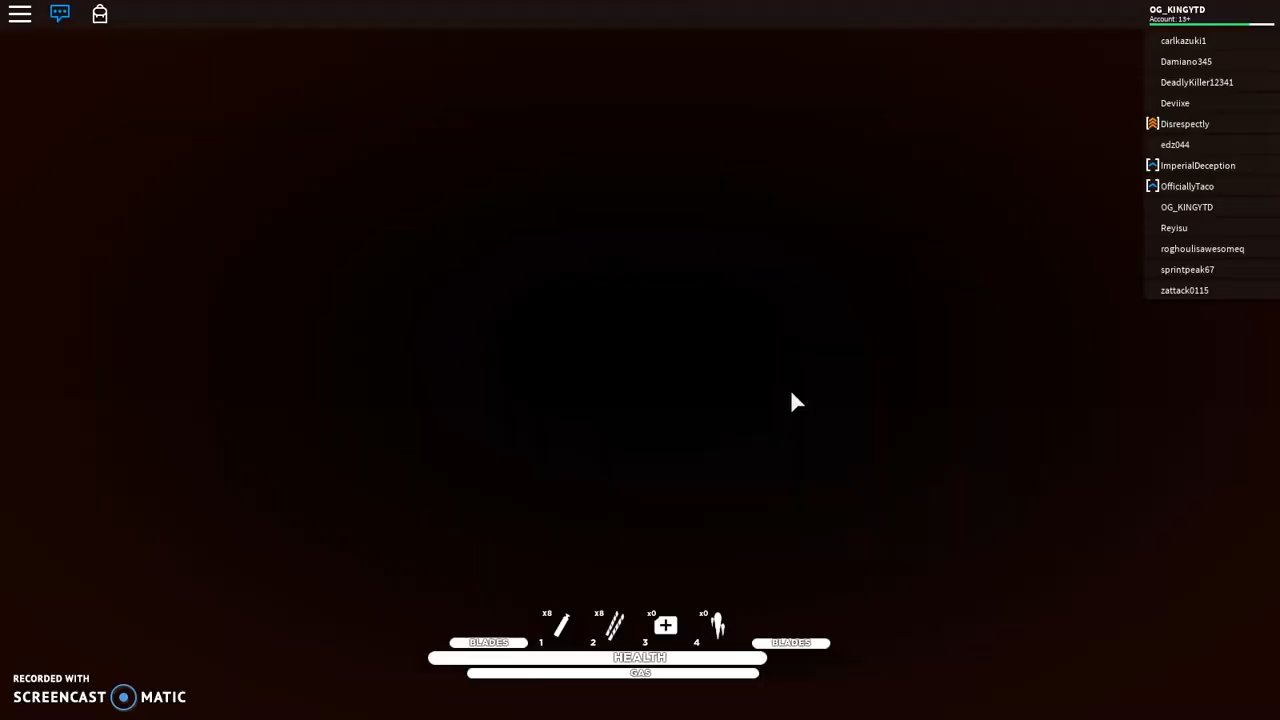 OG_KINGYTD
Account: 13+
carlkazuki1
Damiano345
DeadlyKiller12341
Deviixe
Disrespectly
edz044
ImperialDeception
OfficiallyTaco
OG_KINGYTD
Reyisu
roghoulisawesomeq
sprintpeak67
zattack0115
x8 x8 x0 x0
1 2 3 4
BLADES BLADES
HEALTH
GAS
RECORDED WITH
SCREENCAST MATIC